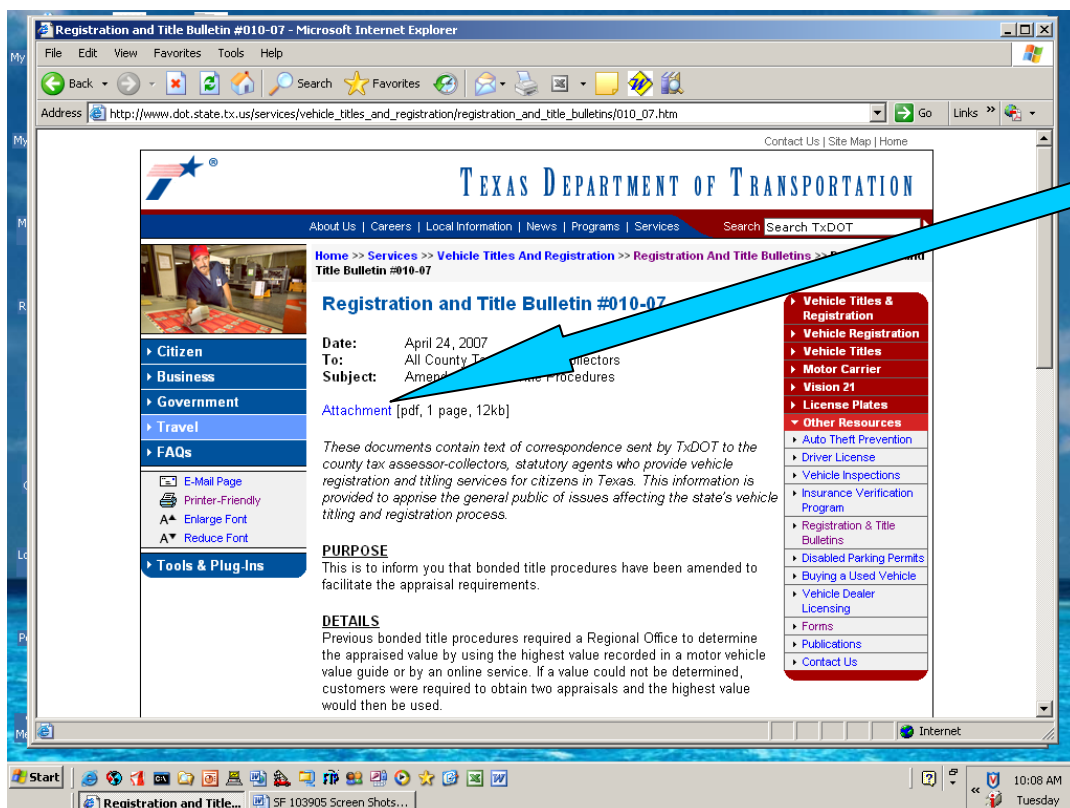 Registration and Title Bulletin #010-07 - Microsoft Internet Explorer
File Edit View Favorites Tools Help
Back Search Favorites
Address http://www.dot.state.tx.us/services/vehicle_titles_and_registration/registration_and_title_bulletins/010_07.htm Go Links »
Contact Us | Site Map | Home
®
TEXAS DEPARTMENT OF TRANSPORTATION
About Us | Careers | Local Information | News | Programs | Services Search Search TxDOT
Home >> Services >> Vehicle Titles And Registration >> Registration And Title Bulletins >>
Title Bulletin #010-07
Registration and Title Bulletin #010-07
Date: April 24, 2007
To: All County
Subject: Procedures
Attachment [pdf, 1 page, 12kb]
These documents contain text of correspondence sent by TxDOT to the
county tax assessor-collectors, statutory agents who provide vehicle
registration and titling services for citizens in Texas. This information is
provided to apprise the general public of issues affecting the state's vehicle
titling and registration process.
PURPOSE
This is to inform you that bonded title procedures have been amended to
facilitate the appraisal requirements.
DETAILS
Previous bonded title procedures required a Regional Office to determine
the appraised value by using the highest value recorded in a motor vehicle
value guide or by an online service. If a value could not be determined,
customers were required to obtain two appraisals and the highest value
would then be used.
Citizen
Business
Government
Travel
FAQs
E-Mail Page
Printer-Friendly
A Enlarge Font
A Reduce Font
Tools & Plug-Ins
Vehicle Titles &
Registration
Vehicle Registration
Vehicle Titles
Motor Carrier
Vision 21
License Plates
Other Resources
Auto Theft Prevention
Driver License
Vehicle Inspections
Insurance Verification
Program
Registration & Title
Bulletins
Disabled Parking Permits
Buying a Used Vehicle
Vehicle Dealer
Licensing
Forms
Publications
Contact Us
Internet
Start
Registration and Title... SF 103905 Screen Shots...
10:08 AM
Tuesday